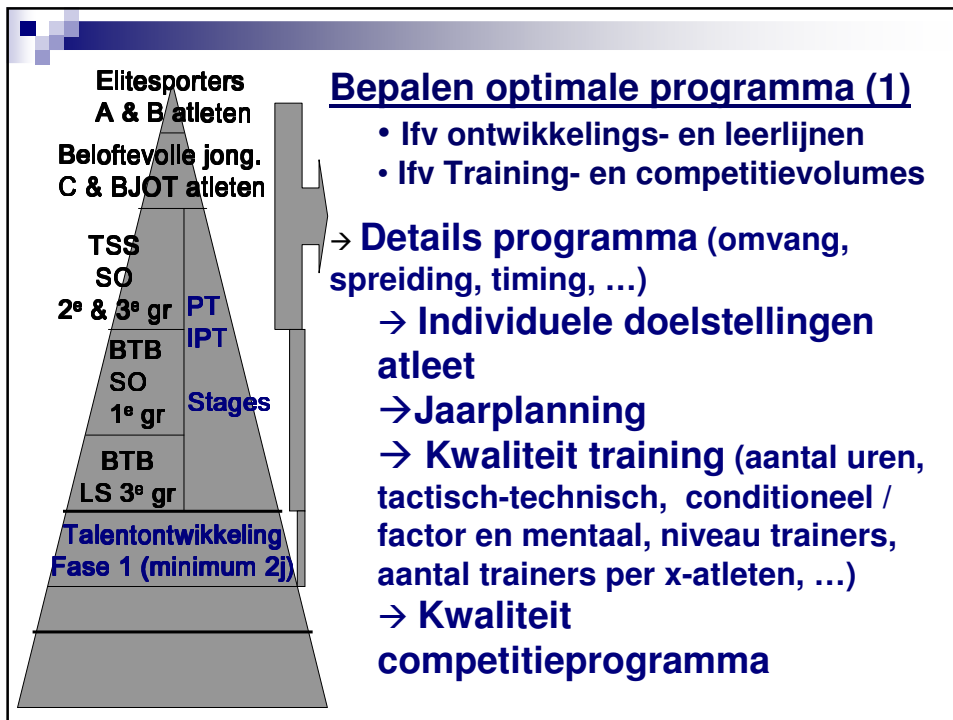 Elitesporters
A & B atleten
Beloftevolle jong.
C & BJOT atleten
TSS
SO
2e & 3e gr
PT
IPT
BTB
SO
1e gr
Stages
BTB
LS 3e gr
Talentontwikkeling
Fase 1 (minimum 2j)
Bepalen optimale programma (1)
• Ifv ontwikkelings- en leerlijnen
• Ifv Training- en competitievolumes
→ Details programma (omvang,
spreiding, timing, …)
→ Individuele doelstellingen
atleet
→Jaarplanning
→ Kwaliteit training (aantal uren,
tactisch-technisch, conditioneel /
factor en mentaal, niveau trainers,
aantal trainers per x-atleten, …)
→ Kwaliteit
competitieprogramma